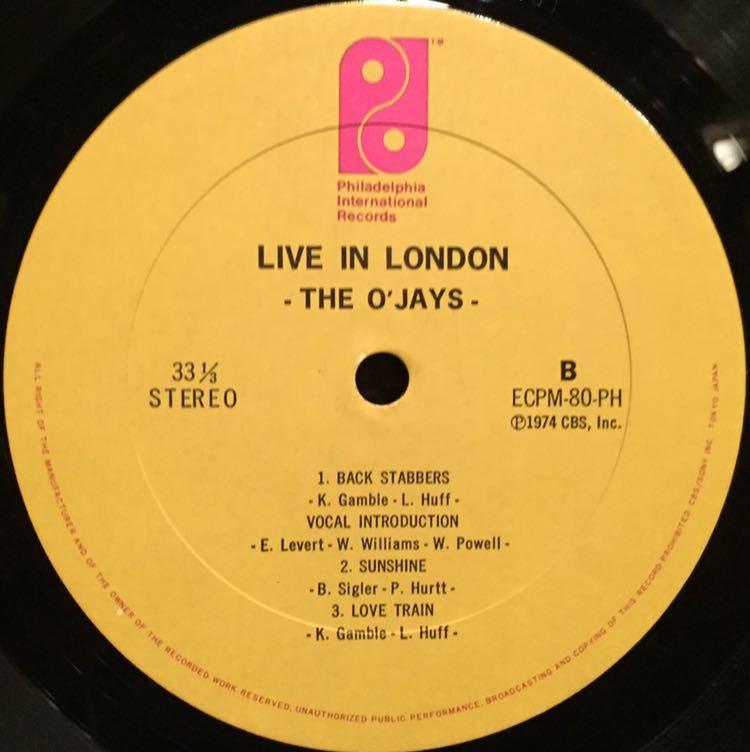 ™
Philadelphia
International
Records
LIVE IN LONDON
- THE O'JAYS -
33 1/3
STEREO
B
ECPM-80-PH
℗1974 CBS, Inc.
1. BACK STABBERS
- K. Gamble - L. Huff -
VOCAL INTRODUCTION
- E. Levert - W. Williams - W. Powell -
2. SUNSHINE
- B. Sigler - P. Hurtt -
3. LOVE TRAIN
- K. Gamble - L. Huff -
ALL RIGHT OF THE MANUFACTURER AND OF THE OWNER OF THE RECORDED WORK RESERVED. UNAUTHORIZED PUBLIC PERFORMANCE, BROADCASTING AND COPYING OF THIS RECORD PROHIBITED. CBS/SONY INC. TOKYO JAPAN.